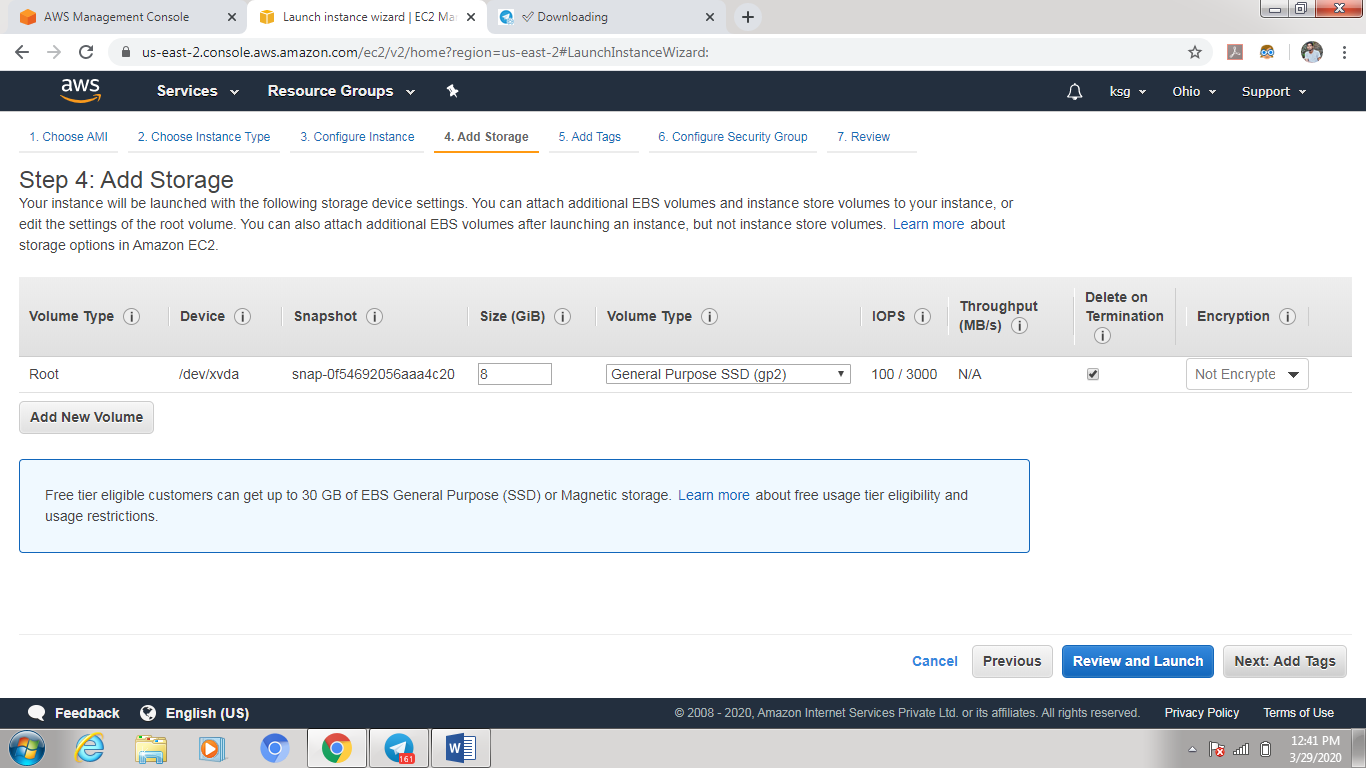 AWS Management Console
Launch instance wizard | EC2 Ma
Downloading
us-east-2.console.aws.amazon.com/ec2/v2/home?region=us-east-2#LaunchInstanceWizard:
aws
Services
Resource Groups
ksg
Ohio
Support
1. Choose AMI
2. Choose Instance Type
3. Configure Instance
4. Add Storage
5. Add Tags
6. Configure Security Group
7. Review
Step 4: Add Storage
Your instance will be launched with the following storage device settings. You can attach additional EBS volumes and instance store volumes to your instance, or
edit the settings of the root volume. You can also attach additional EBS volumes after launching an instance, but not instance store volumes. Learn more about
storage options in Amazon EC2.
Volume Type
Device
Snapshot
Size (GiB)
Volume Type
IOPS
Throughput
(MB/s)
Delete on
Termination
Encryption
Root
/dev/xvda
snap-0f54692056aaa4c20
8
General Purpose SSD (gp2)
100 / 3000
N/A
Not Encrypte
Add New Volume
Free tier eligible customers can get up to 30 GB of EBS General Purpose (SSD) or Magnetic storage. Learn more about free usage tier eligibility and
usage restrictions.
Cancel
Previous
Review and Launch
Next: Add Tags
Feedback
English (US)
© 2008 - 2020, Amazon Internet Services Private Ltd. or its affiliates. All rights reserved.
Privacy Policy
Terms of Use
161
12:41 PM
3/29/2020